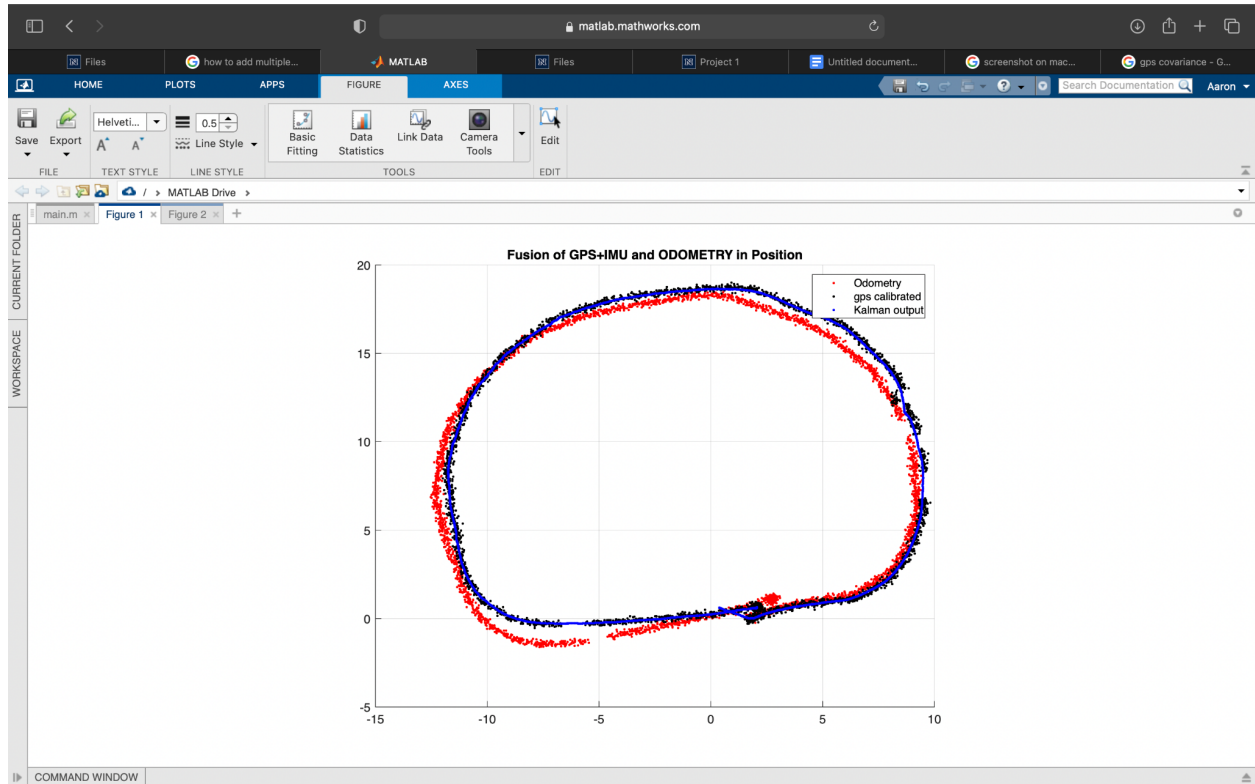 matlab.mathworks.com
Files
how to add multiple...
MATLAB
Files
Project 1
Untitled document...
screenshot on mac...
gps covariance - G...
HOME PLOTS APPS FIGURE AXES
Search Documentation
Aaron
Save
Export
Helveti...
0.5
Line Style
Basic Fitting
Data Statistics
Link Data
Camera Tools
Edit
FILE TEXT STYLE LINE STYLE TOOLS EDIT
/ > MATLAB Drive >
main.m × Figure 1 × Figure 2 × +
CURRENT FOLDER
WORKSPACE
Fusion of GPS+IMU and ODOMETRY in Position
Odometry
gps calibrated
Kalman output
20
15
10
5
0
-5
-15 -10 -5 0 5 10
COMMAND WINDOW